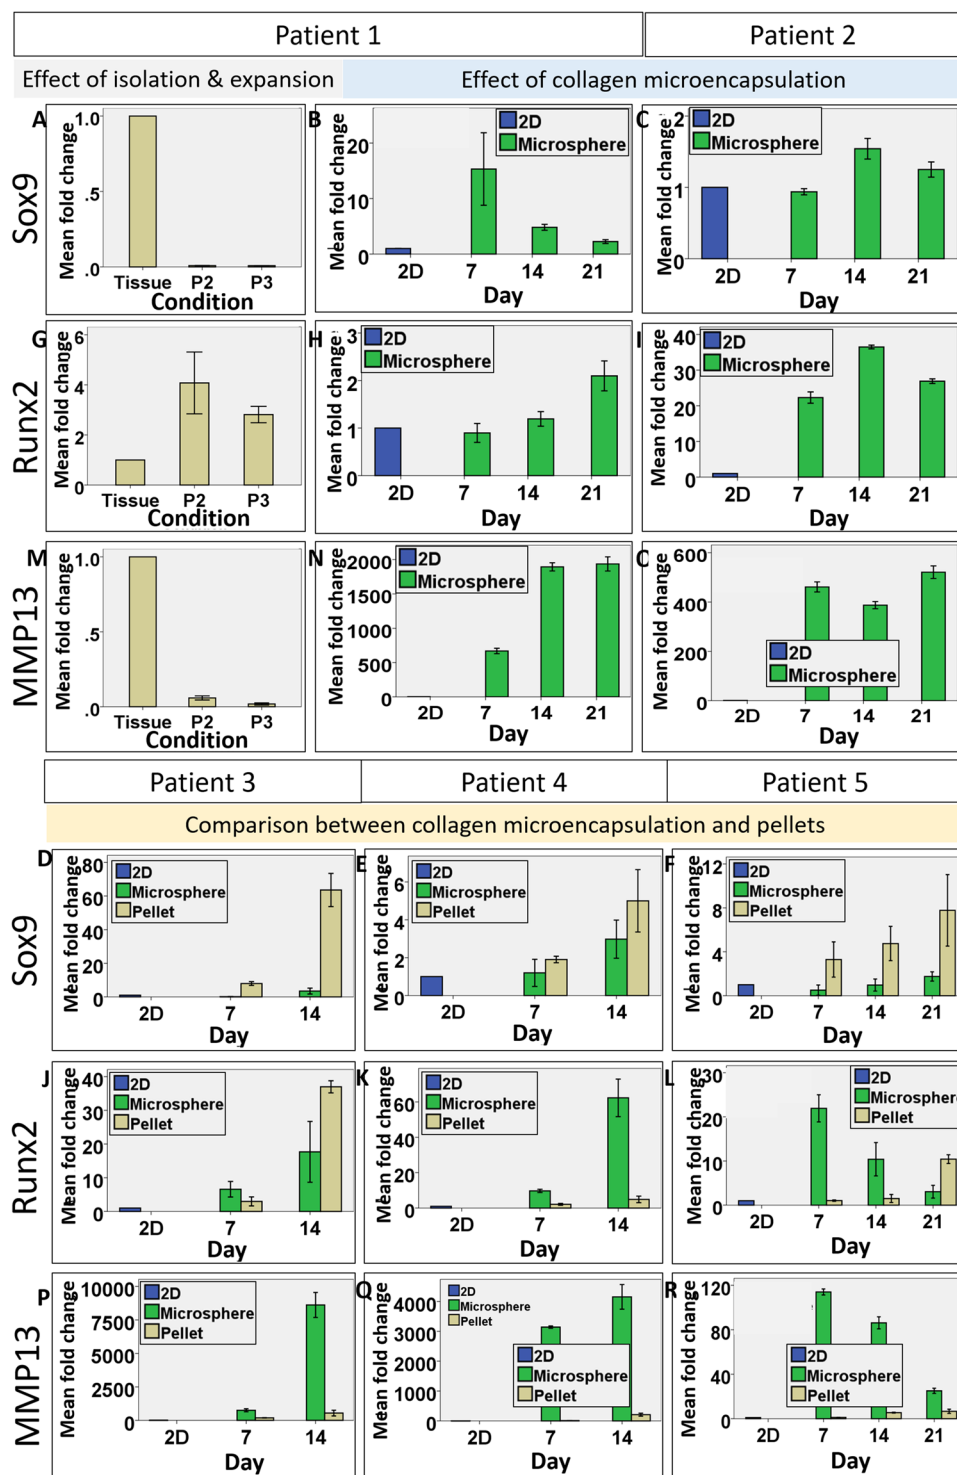 Patient 1
Patient 2
Effect of isolation & expansion
Effect of collagen microencapsulation
Sox9
A
Mean fold change
1.0
.5
.0
Tissue P2 P3
Condition
B
Mean fold change
20
10
0
2D
Microsphere
2D 7 14 21
Day
C
Mean fold change
2
1
0
2D
Microsphere
2D 7 14 21
Day
Runx2
G
Mean fold change
6
4
2
0
Tissue P2 P3
Condition
H
Mean fold change
3
2
1
0
2D
Microsphere
2D 7 14 21
Day
I
Mean fold change
40
30
20
10
0
2D
Microsphere
2D 7 14 21
Day
MMP13
M
Mean fold change
1.0
.5
.0
Tissue P2 P3
Condition
N
Mean fold change
2000
1500
1000
500
0
2D
Microsphere
2D 7 14 21
Day
O
Mean fold change
600
400
200
0
2D
Microsphere
2D 7 14 21
Day
Patient 3
Patient 4
Patient 5
Comparison between collagen microencapsulation and pellets
Sox9
D
Mean fold change
80
60
40
20
0
2D
Microsphere
Pellet
2D 7 14
Day
E
Mean fold change
6
4
2
0
2D
Microsphere
Pellet
2D 7 14
Day
F
Mean fold change
12
8
4
0
2D
Microsphere
Pellet
2D 7 14 21
Day
Runx2
J
Mean fold change
40
30
20
10
0
2D
Microsphere
Pellet
2D 7 14
Day
K
Mean fold change
60
40
20
0
2D
Microsphere
Pellet
2D 7 14
Day
L
Mean fold change
30
20
10
0
2D
Microsphere
Pellet
2D 7 14 21
Day
MMP13
P
Mean fold change
10000
7500
5000
2500
0
2D
Microsphere
Pellet
2D 7 14
Day
Q
Mean fold change
4000
3000
2000
1000
0
2D
Microsphere
Pellet
2D
Microsphere
Pellet
2D 7 14
Day
R
Mean fold change
120
80
40
0
2D
Microsphere
Pellet
2D 7 14 21
Day